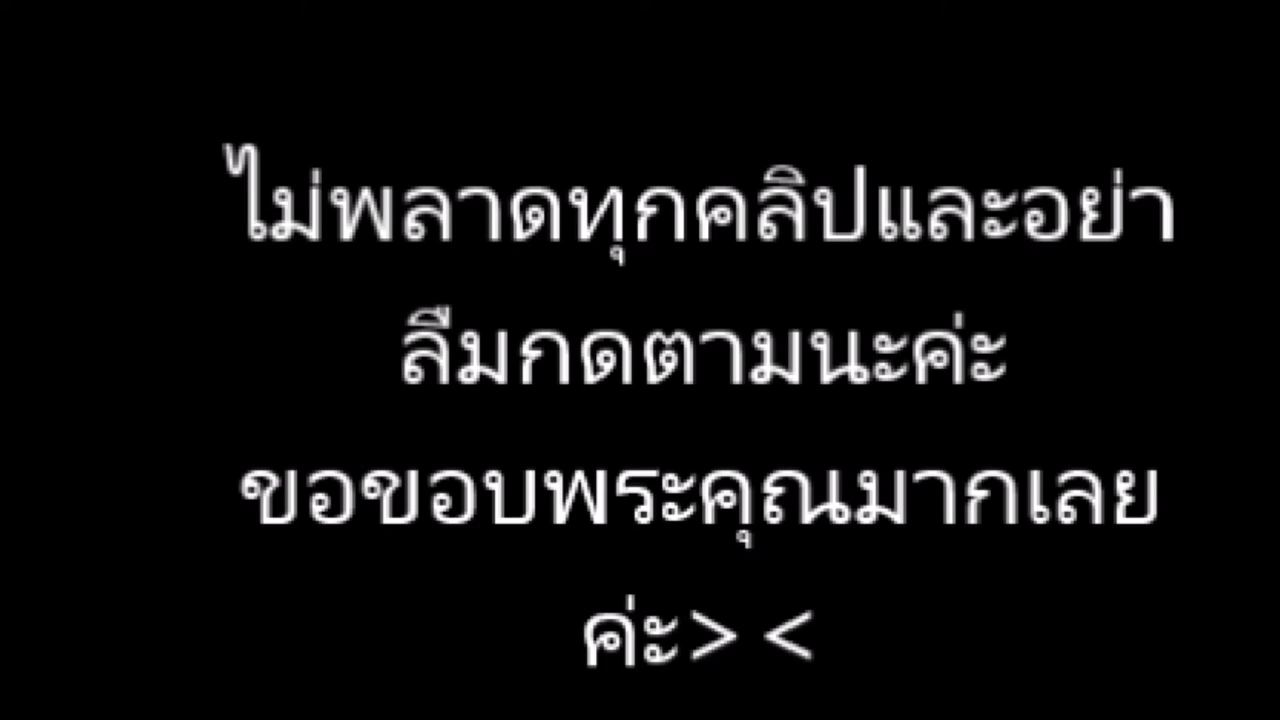 ไม่พลาดทุกคลิปและอย่า
ลืมกดตามนะค่ะ
ขอขอบพระคุณมากเลย
ค่ะ> <